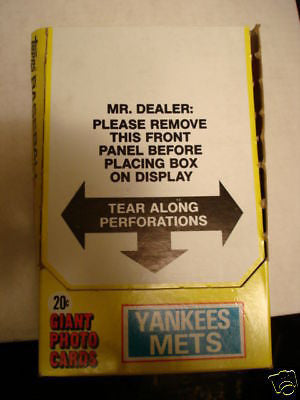 MR. DEALER:
PLEASE REMOVE
THIS FRONT
PANEL BEFORE
PLACING BOX
ON DISPLAY
TEAR ALONG
PERFORATIONS
20¢
GIANT
PHOTO
CARDS
YANKEES
METS